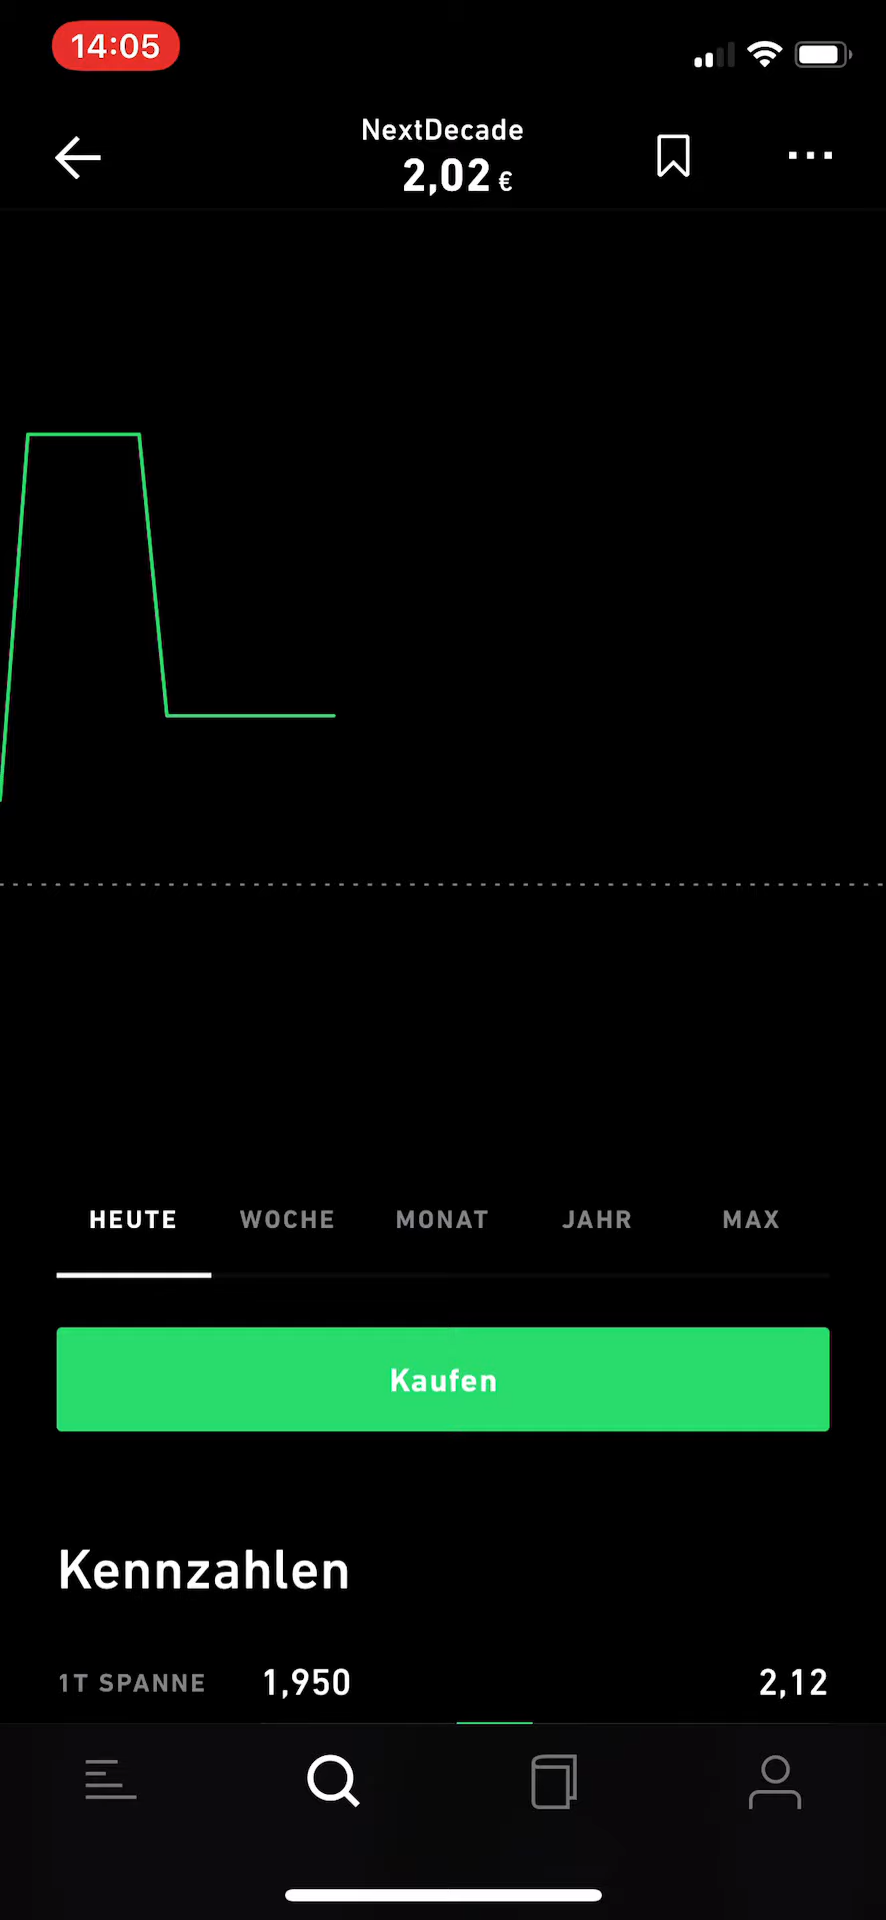 14:05
NextDecade
2,02 €
HEUTE WOCHE MONAT JAHR MAX
Kaufen
Kennzahlen
1T SPANNE 1,950 2,12